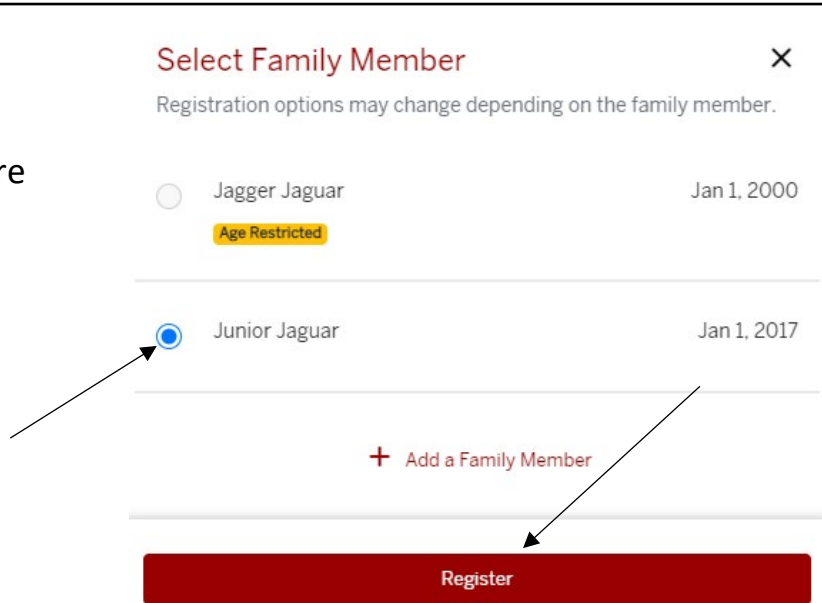 Select Family Member
Registration options may change depending on the family member.
re
Jagger Jaguar Jan 1, 2000
Age Restricted
Junior Jaguar Jan 1, 2017
+ Add a Family Member
Register